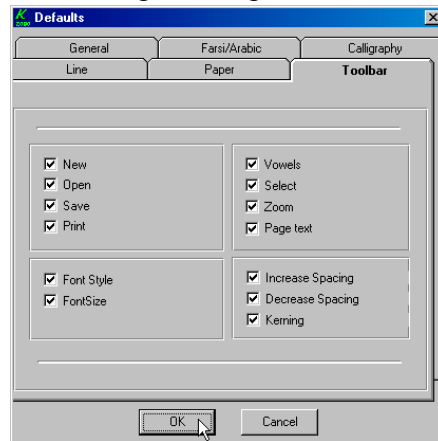 Defaults
General Farsi/Arabic Calligraphy
Line Paper Toolbar
New
Open
Save
Print
Vowels
Select
Zoom
Page text
Font Style
FontSize
Increase Spacing
Decrease Spacing
Kerning
OK Cancel